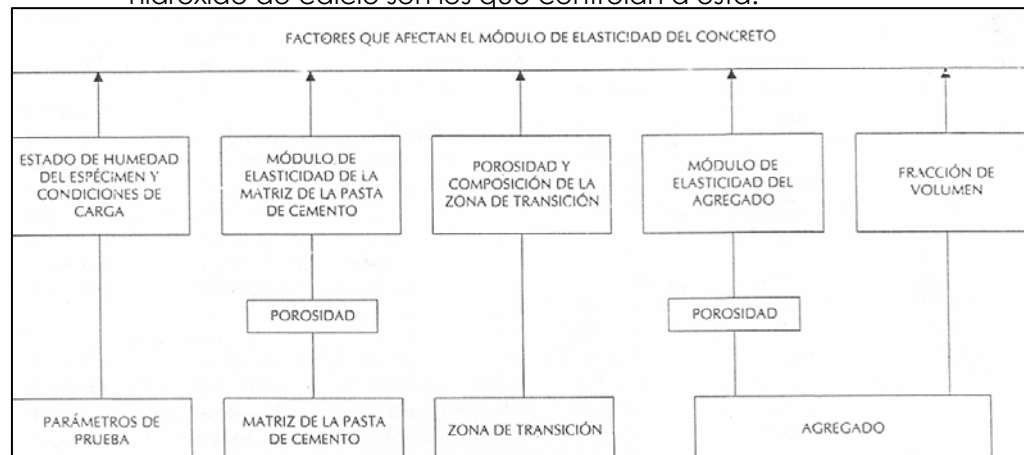 hidróxido de calcio son los que controlan a ésta.
FACTORES QUE AFECTAN EL MÓDULO DE ELASTICIDAD DEL CONCRETO
ESTADO DE HUMEDAD
DEL ESPÉCIMEN Y
CONDICIONES DE
CARGA
MÓDULO DE
ELASTICIDAD DE LA
MATRIZ DE LA PASTA
DE CEMENTO
POROSIDAD Y
COMPOSICIÓN DE LA
ZONA DE TRANSICIÓN
MÓDULO DE
ELASTICIDAD DEL
AGREGADO
FRACCIÓN DE
VOLUMEN
POROSIDAD
POROSIDAD
PARÁMETROS DE
PRUEBA
MATRIZ DE LA PASTA
DE CEMENTO
ZONA DE TRANSICIÓN
AGREGADO